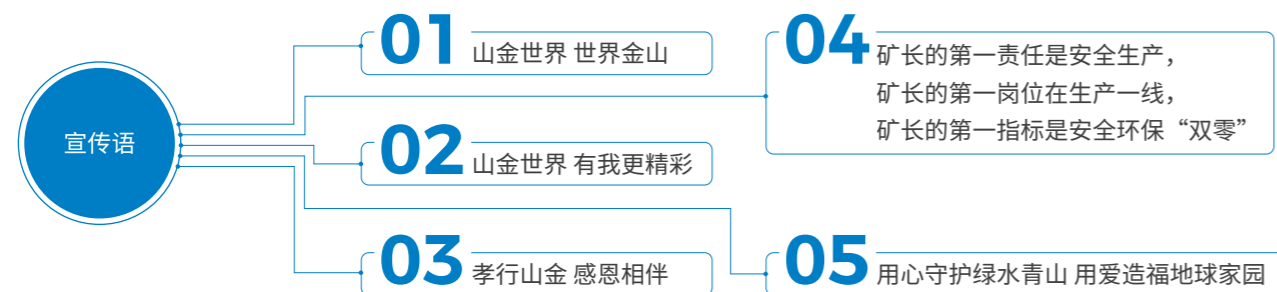 宣传语
01
山金世界 世界金山
02
山金世界 有我更精彩
03
孝行山金 感恩相伴
04
矿长的第一责任是安全生产，
矿长的第一岗位在生产一线，
矿长的第一指标是安全环保“双零”
05
用心守护绿水青山 用爱造福地球家园